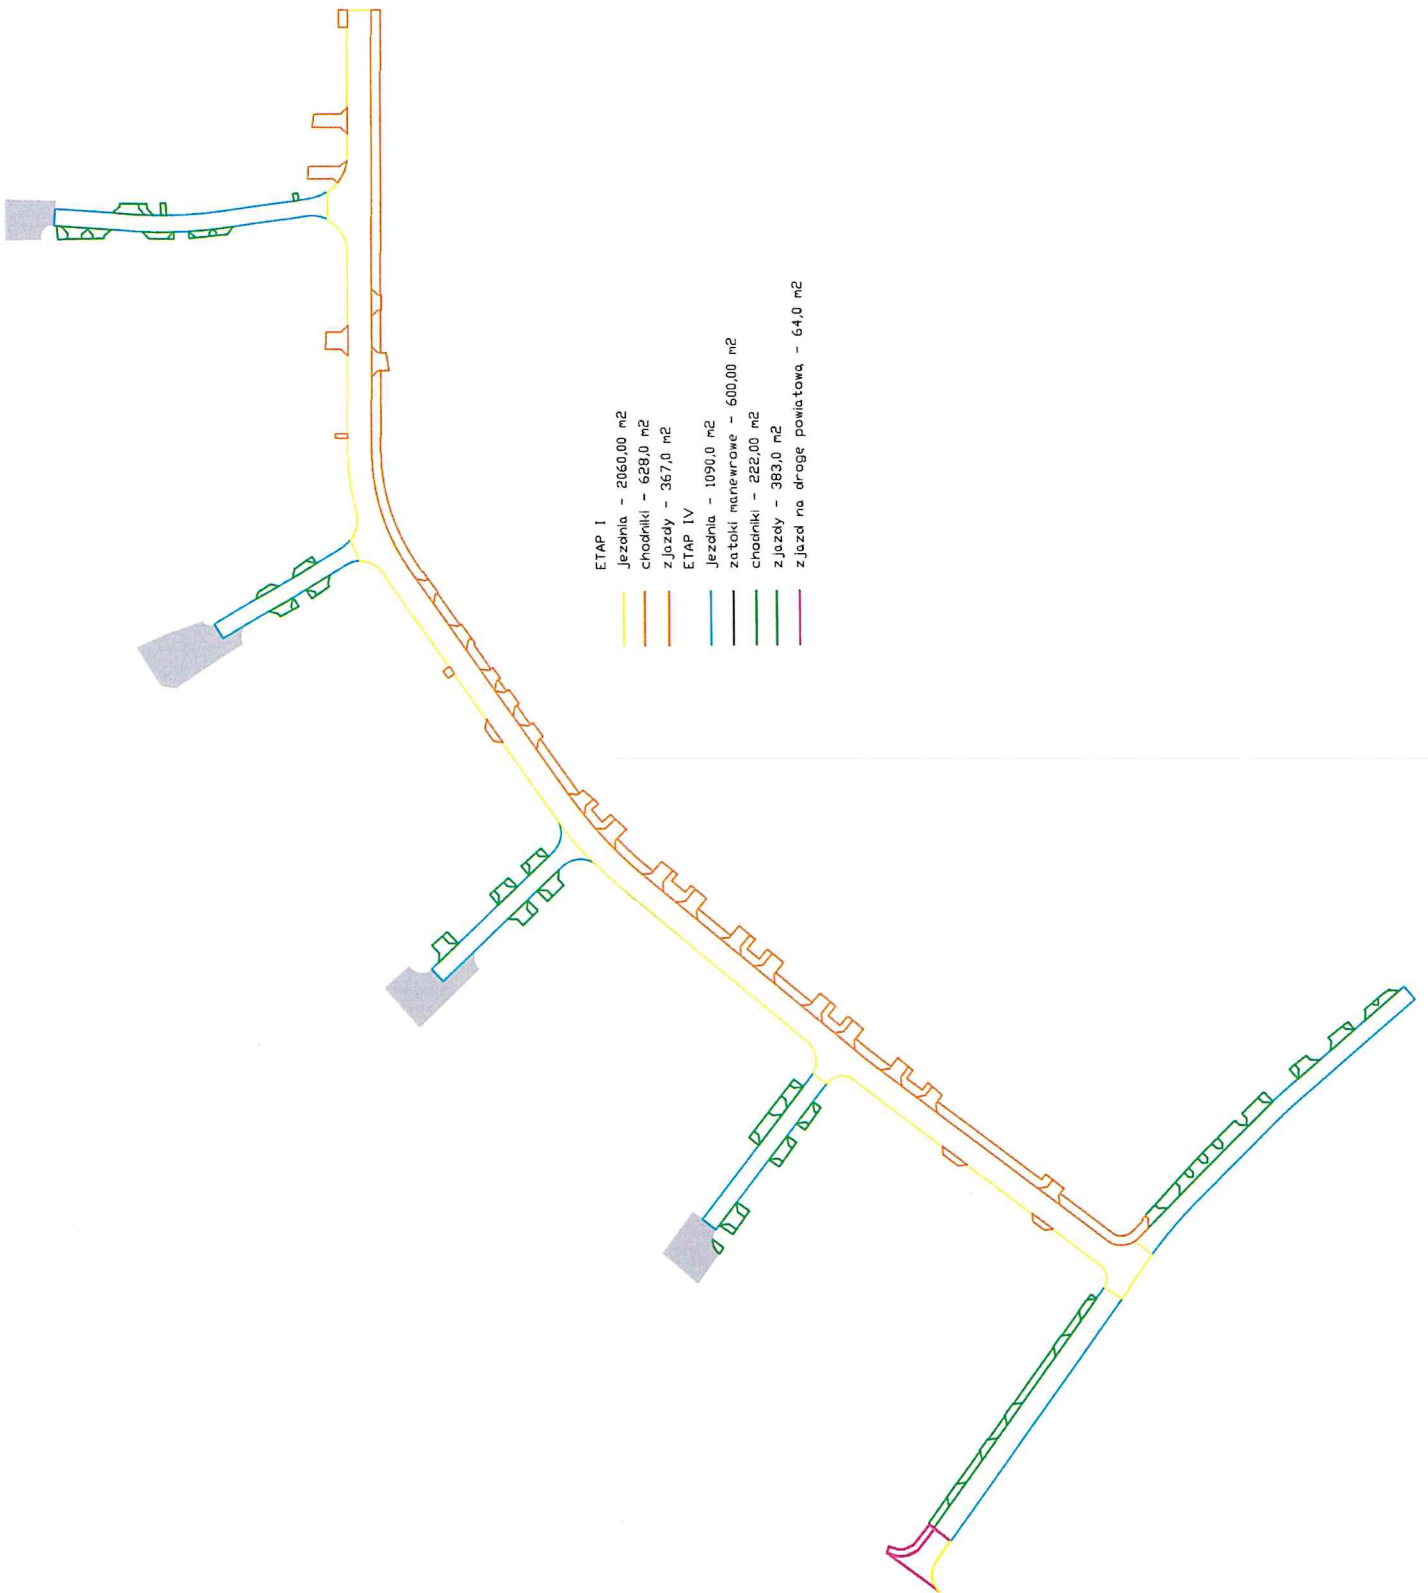 ETAP I
jezdnia - 2060,00 m2
chodniki - 628,0 m2
zjazdy - 367,0 m2
ETAP IV
jezdnia - 1090,0 m2
zatoki manewrowe - 600,00 m2
chodniki - 222,00 m2
zjazdy - 383,0 m2
zjazd na drogę powiatową - 64,0 m2